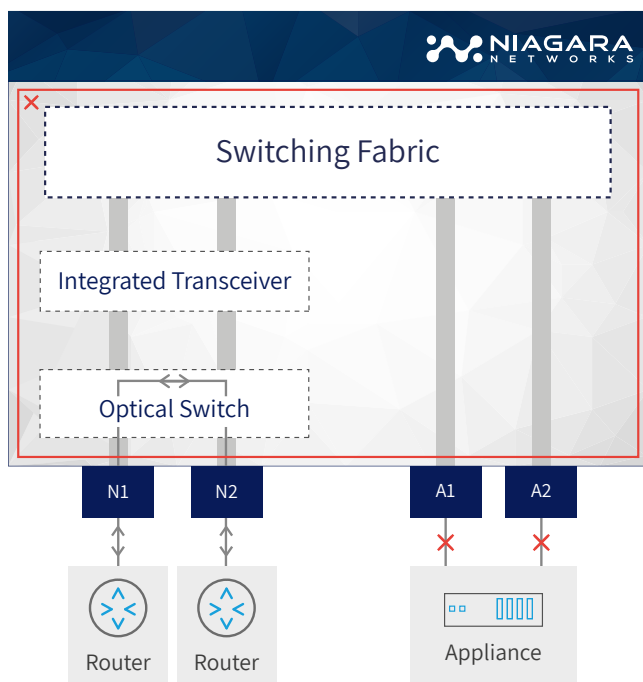 NIAGARA
NETWORKS
Switching Fabric
Integrated Transceiver
Optical Switch
N1 N2 A1 A2
Router Router Appliance